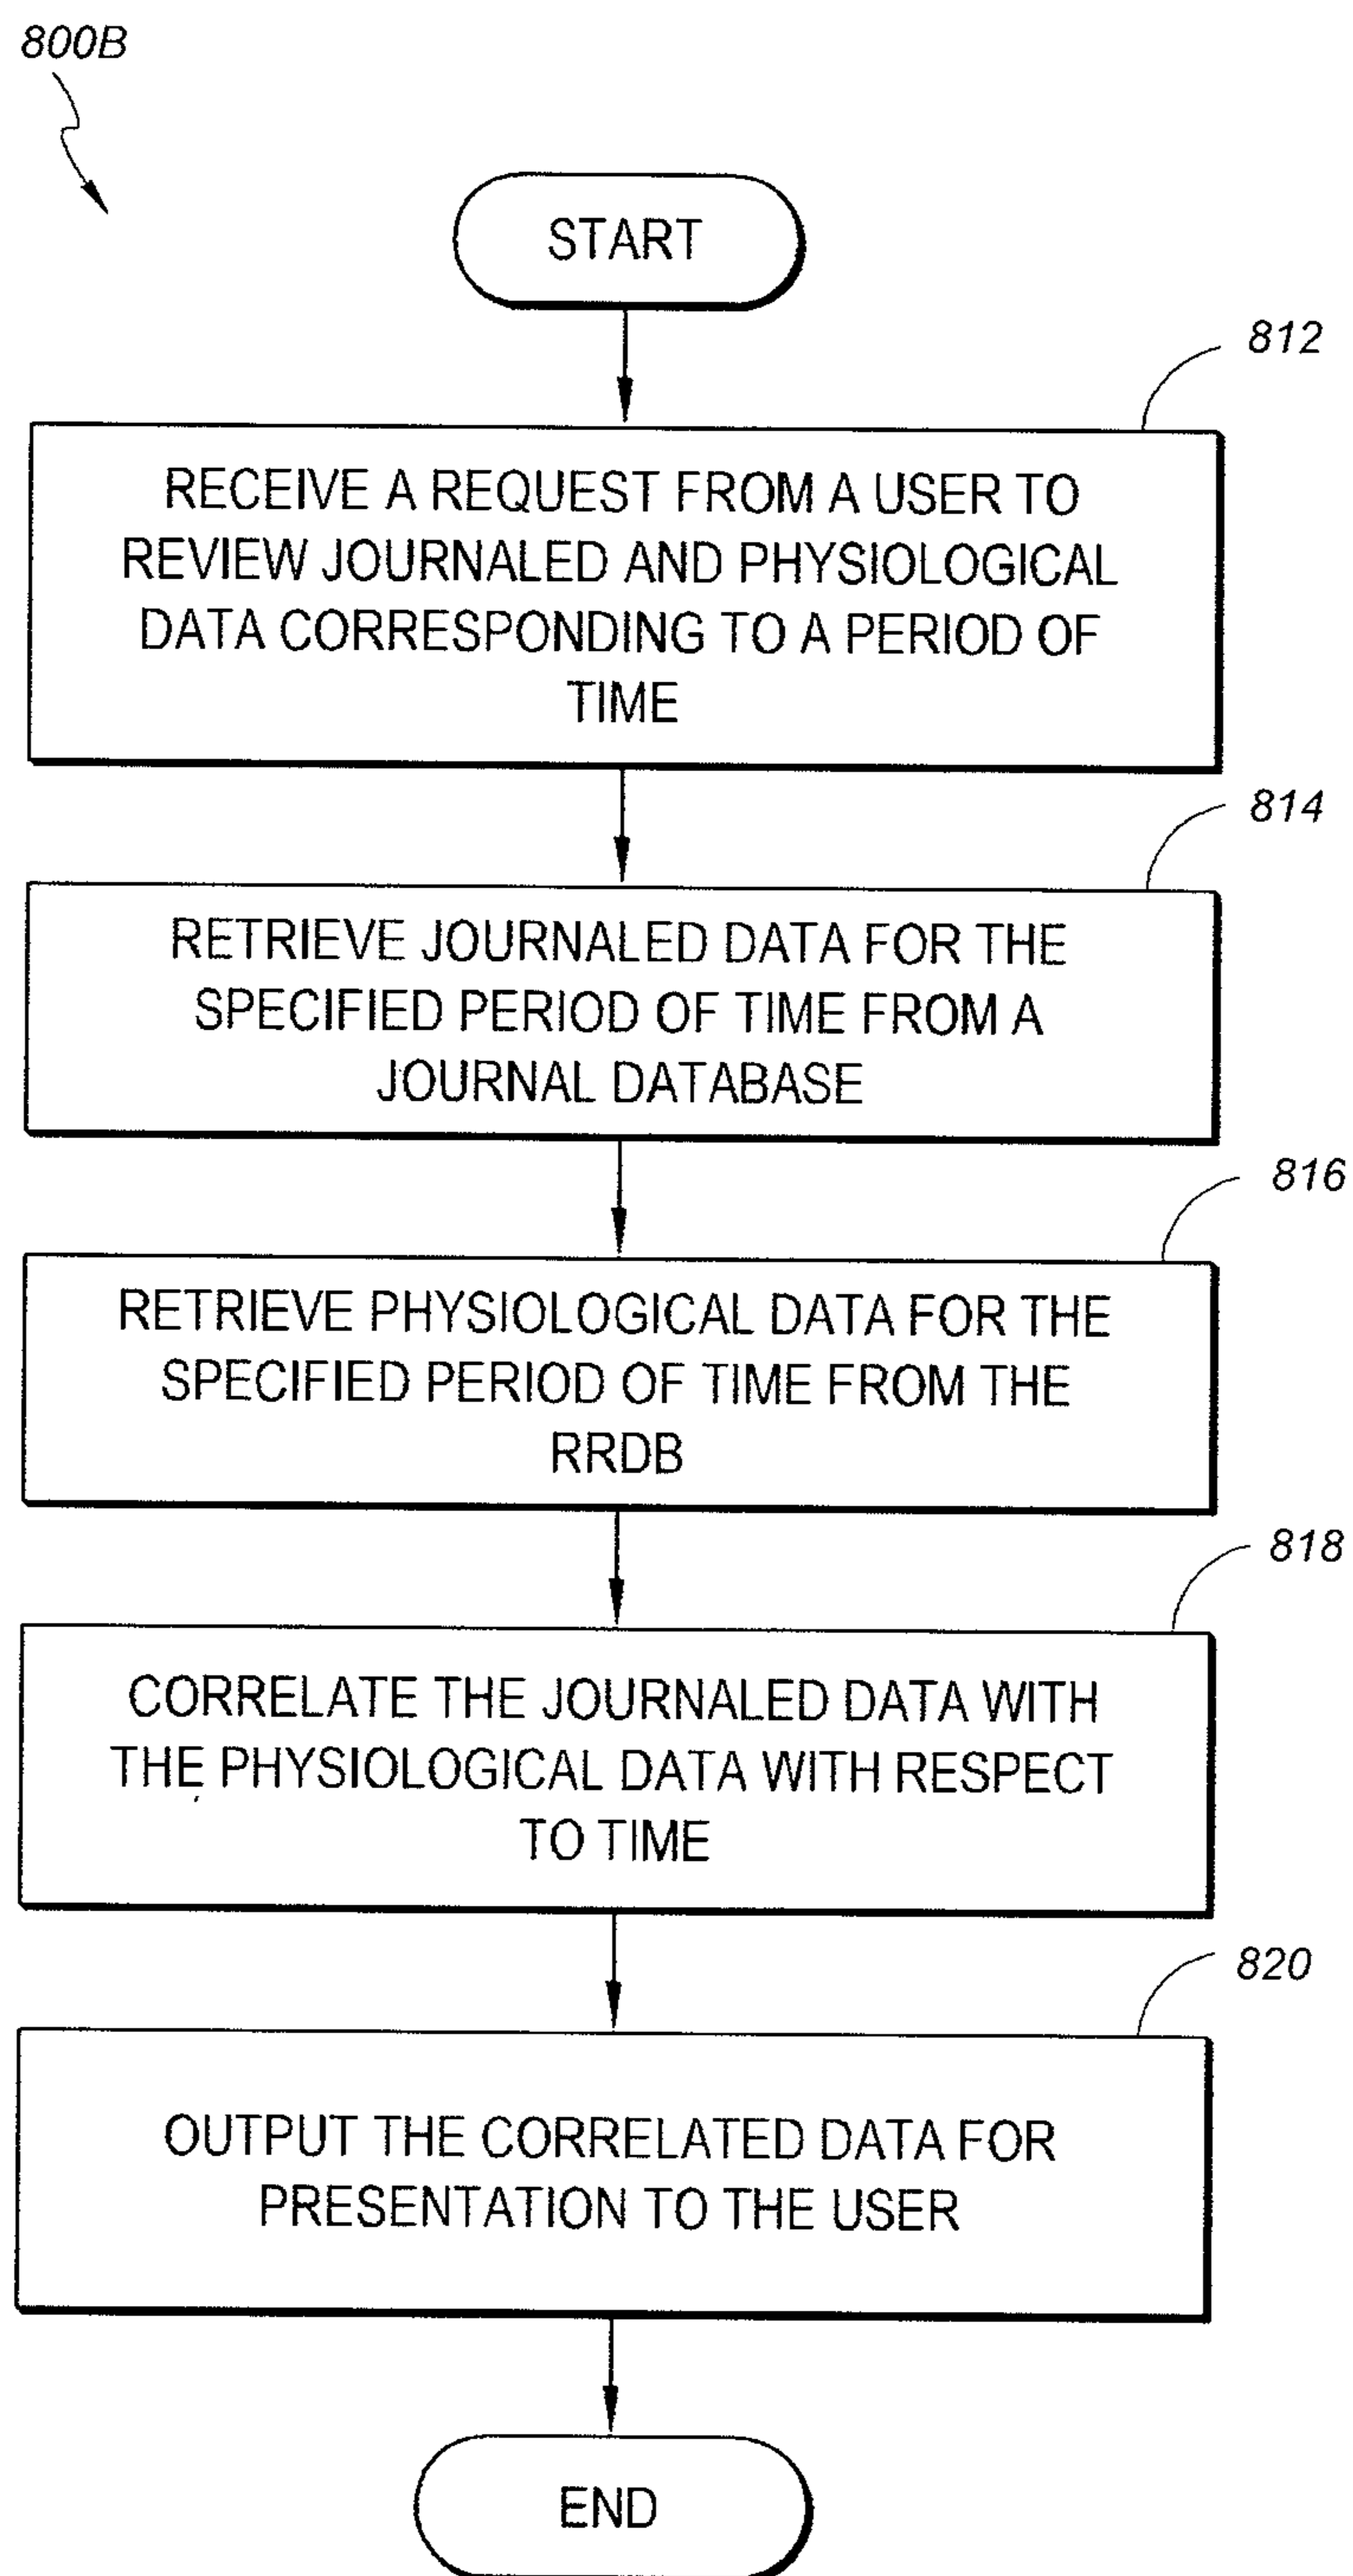 800B
START
812
RECEIVE A REQUEST FROM A USER TO
REVIEW JOURNALED AND PHYSIOLOGICAL
DATA CORRESPONDING TO A PERIOD OF
TIME
814
RETRIEVE JOURNALED DATA FOR THE
SPECIFIED PERIOD OF TIME FROM A
JOURNAL DATABASE
816
RETRIEVE PHYSIOLOGICAL DATA FOR THE
SPECIFIED PERIOD OF TIME FROM THE
RRDB
818
CORRELATE THE JOURNALED DATA WITH
THE PHYSIOLOGICAL DATA WITH RESPECT
TO TIME
820
OUTPUT THE CORRELATED DATA FOR
PRESENTATION TO THE USER
END